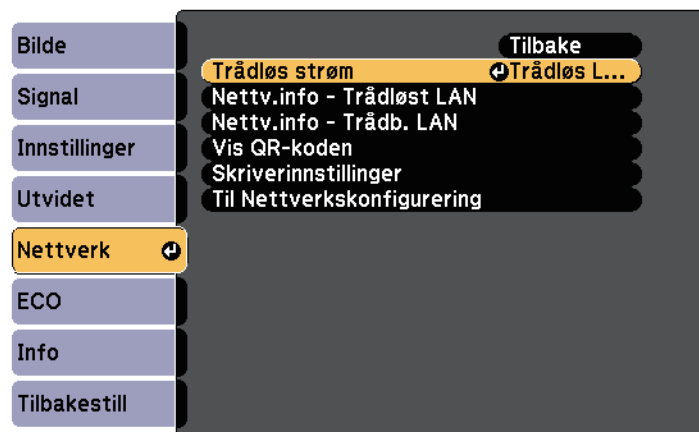 Bilde
Signal
Innstillinger
Utvidet
Nettverk
ECO
Info
Tilbakestill
Tilbake
Trådløs strøm Trådløs L...
Nettv.info - Trådløst LAN
Nettv.info - Trådb. LAN
Vis QR-koden
Skriverinnstillinger
Til Nettverkskonfigurering